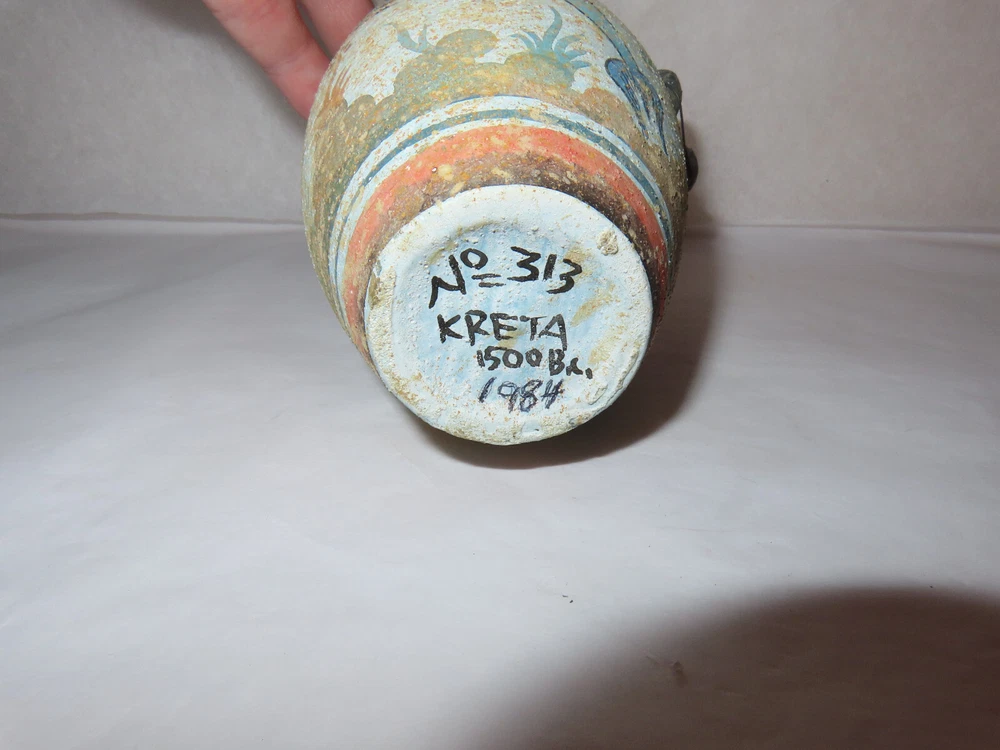 Nº 313
KRETA
1500 B.C.
1984